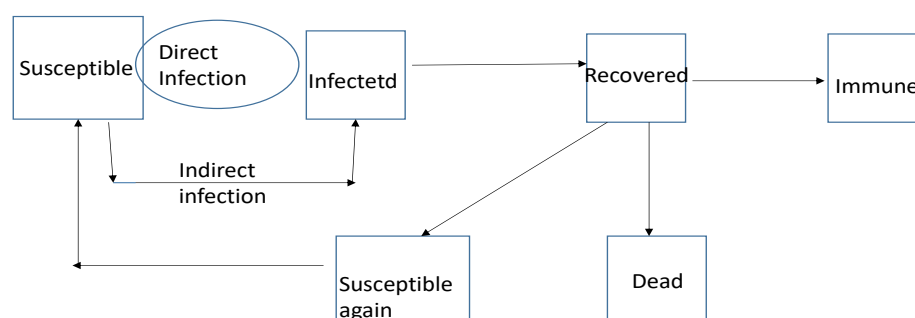 Susceptible
Direct
Infection
Infectetd
Recovered
Immune
Indirect
infection
Susceptible
again
Dead